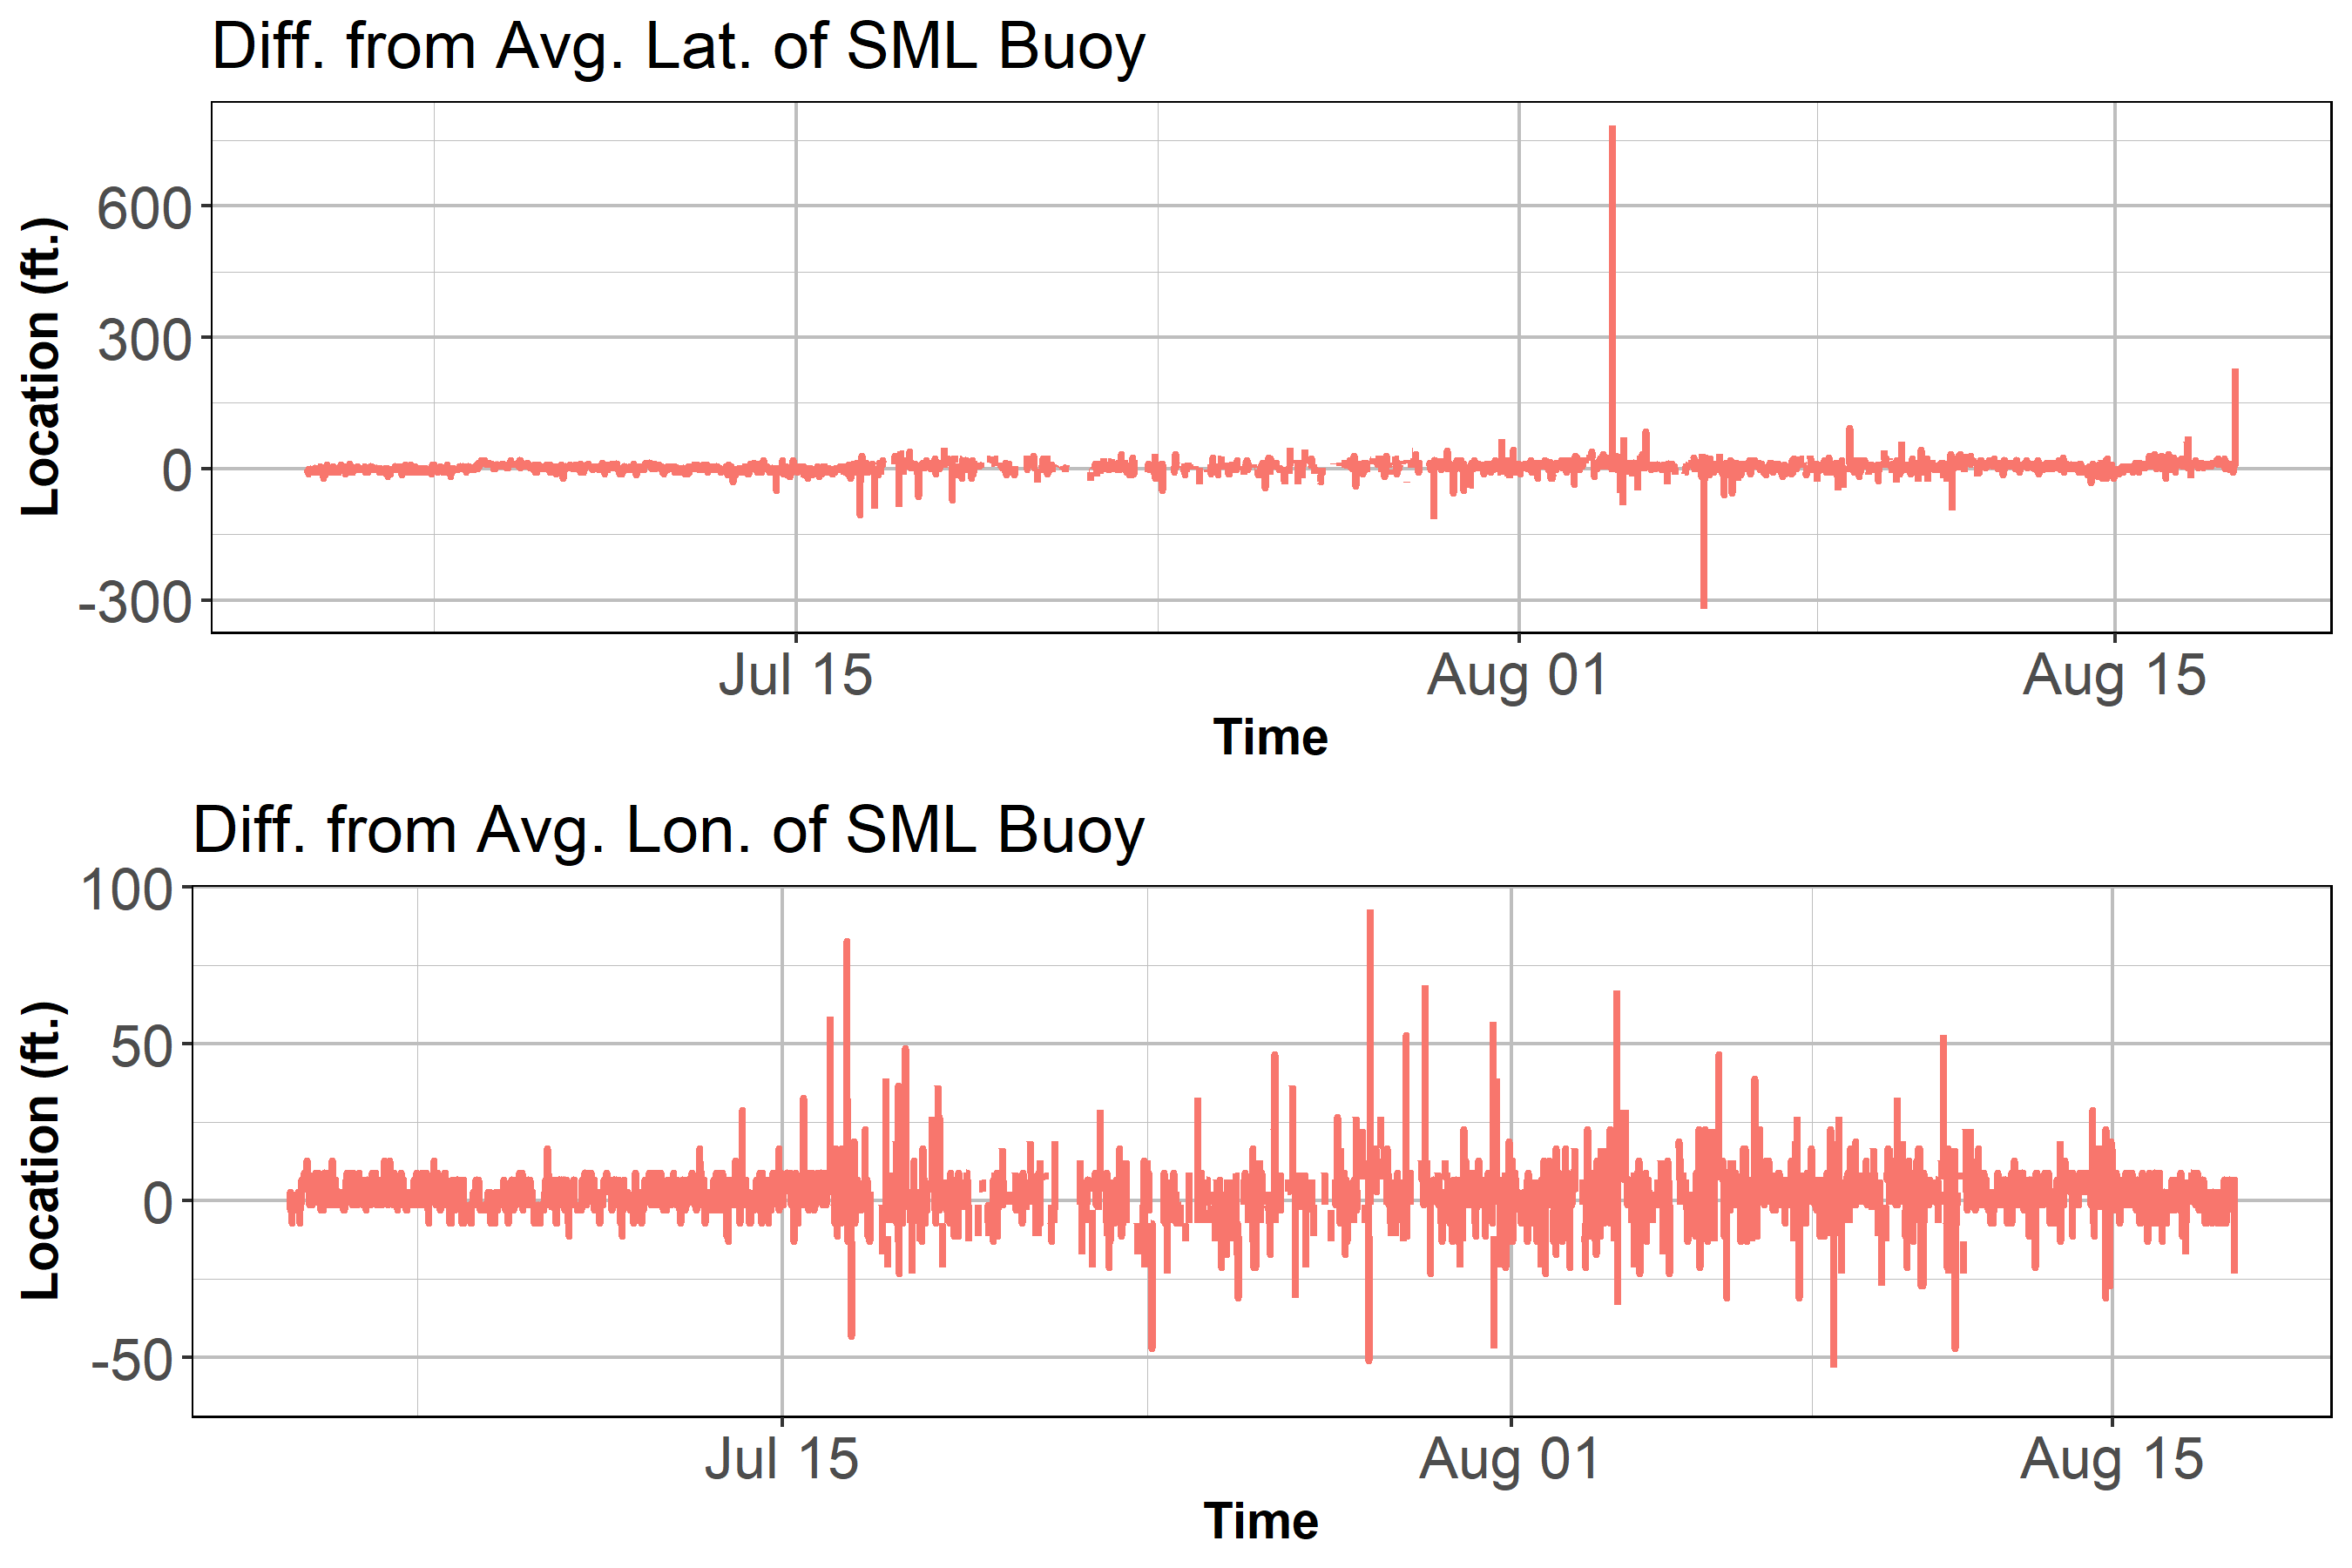 Diff. from Avg. Lat. of SML Buoy
Location (ft.)
600
300
0
-300
Jul 15 Aug 01 Aug 15
Time
Diff. from Avg. Lon. of SML Buoy
Location (ft.)
100
50
0
-50
Jul 15 Aug 01 Aug 15
Time